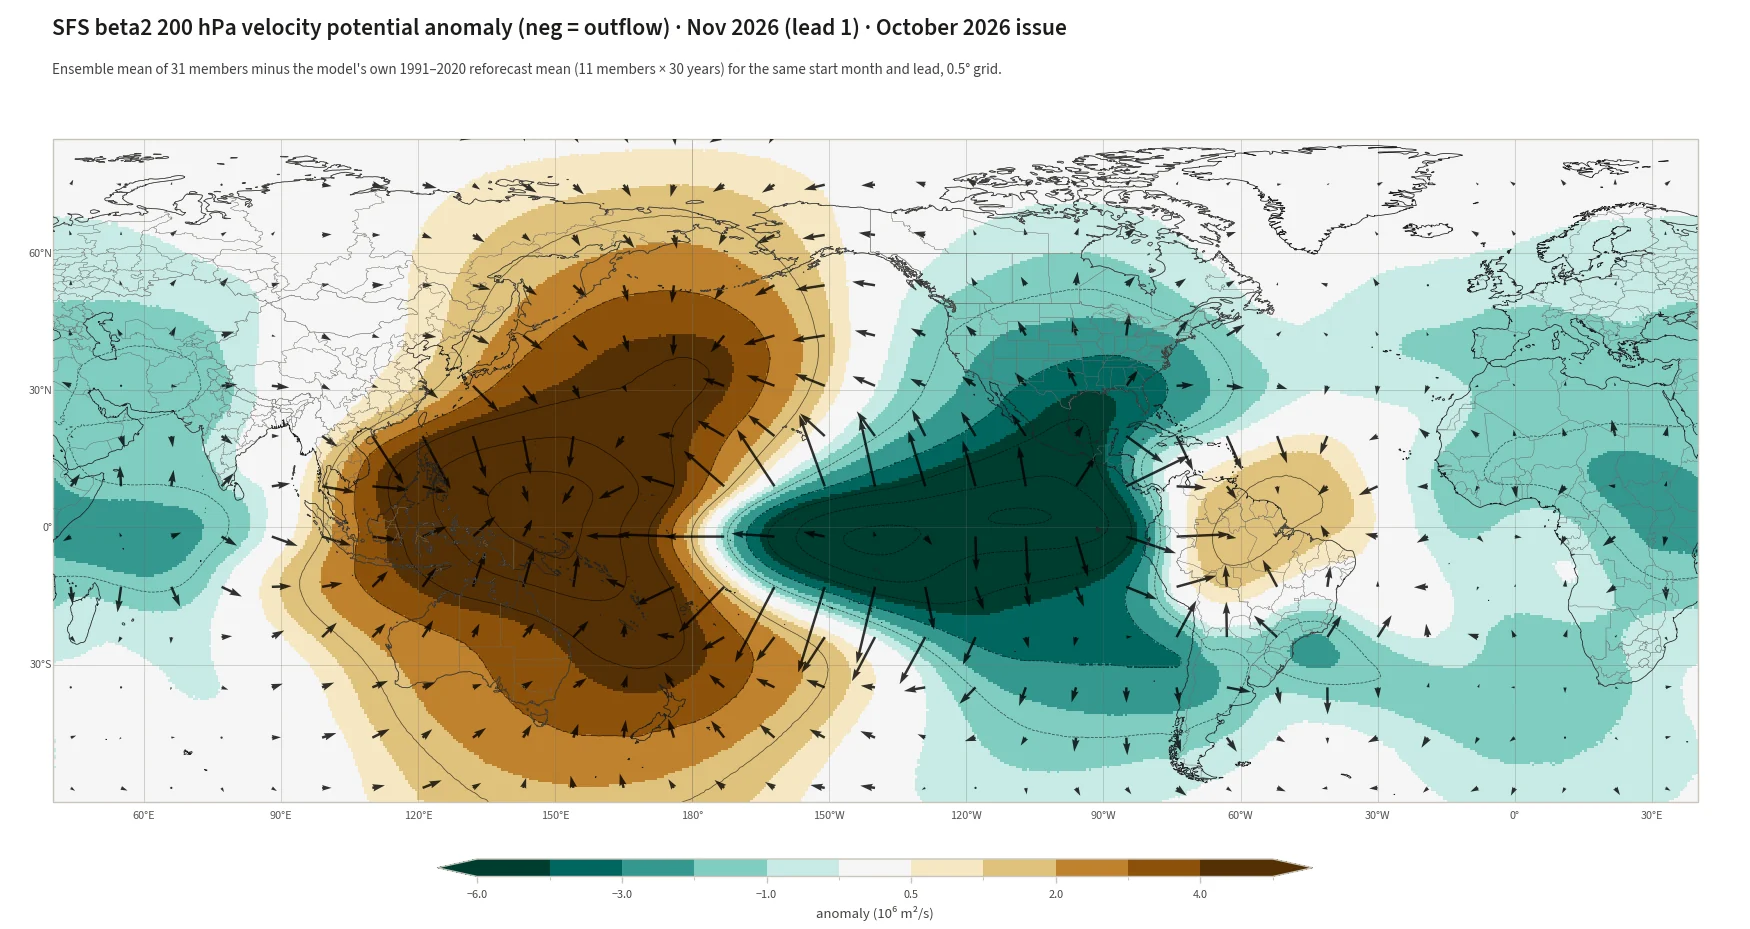 SFS beta2 200 hPa velocity potential anomaly (neg = outflow) · Nov 2026 (lead 1) · October 2026 issue
Ensemble mean of 31 members minus the model's own 1991–2020 reforecast mean (11 members × 30 years) for the same start month and lead, 0.5° grid.
60°N
30°N
0°
30°S
60°E 90°E 120°E 150°E 180° 150°W 120°W 90°W 60°W 30°W 0° 30°E
−6.0 −3.0 −1.0 0.5 2.0 4.0
anomaly (10⁶ m²/s)